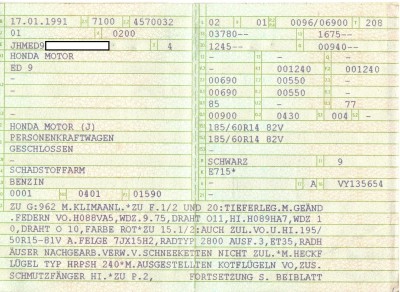 17.01.1991 7100 4570032
01 0200
JHMED9 4
HONDA MOTOR
ED 9
-
-
-
HONDA MOTOR (J)
PERSONENKRAFTWAGEN
GESCHLOSSEN
-
SCHADSTOFFARM
BENZIN
0001 0401 01590
02 01 0096/06900 208
03780-- 1675--
1245-- 00940--
- - -
- 001240 001240
00690 00550 -
00690 00550 -
85 77
00900 0430 004 -
185/60R14 82V
185/60R14 82V
-
-
SCHWARZ 9
E715*
- A VY135654
ZU G:962 M.KLIMAANL.*ZU F.1/2 UND 20:TIEFERLEG.M.GEÄND
.FEDERN VO.H088VA5,WDZ.9.75,DRAHT O11,HI.H089HA7,WDZ 1
0,DRAHT O 10,FARBE ROT*ZU 15.1/2:AUCH ZUL.VO.U.HI.195/
50R15-81V A.FELGE 7JX15H2,RADTYP 2800 AUSF.3,ET35,RADH
ÄUSER NACHGEARB.VERW.V.SCHNEEKETTEN NICHT ZUL.*M.HECKF
LÜGEL TYP HRPSH 240*M.AUSGESTELLTEN KOTFLÜGELN VO,ZUS.
SCHMUTZFÄNGER HI.*ZU P.2, FORTSETZUNG S. BEIBLATT